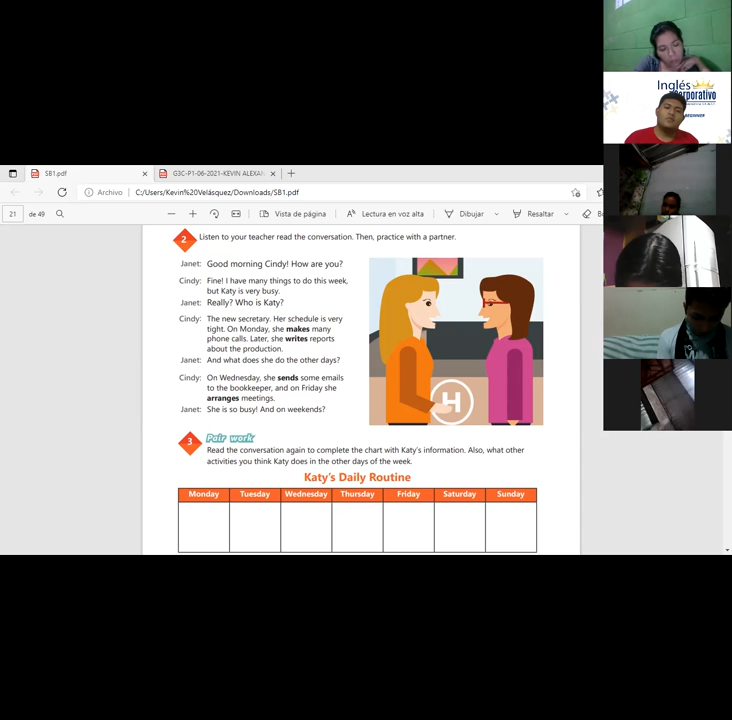 Inglés
Corporativo
BEGINNER
SB1.pdf
G3C-P1-06-2021-KEVIN ALEXAN
Archivo
C:/Users/Kevin%20Velásquez/Downloads/SB1.pdf
21
de 49
Vista de página
Lectura en voz alta
Dibujar
Resaltar
2
Listen to your teacher read the conversation. Then, practice with a partner.
Janet: Good morning Cindy! How are you?
Cindy: Fine! I have many things to do this week,
but Katy is very busy.
Janet: Really? Who is Katy?
Cindy: The new secretary. Her schedule is very
tight. On Monday, she makes many
phone calls. Later, she writes reports
about the production.
Janet: And what does she do the other days?
Cindy: On Wednesday, she sends some emails
to the bookkeeper, and on Friday she
arranges meetings.
Janet: She is so busy! And on weekends?
H
3
Pair work
Read the conversation again to complete the chart with Katy's information. Also, what other
activities you think Katy does in the other days of the week.
Katy's Daily Routine
Monday Tuesday Wednesday Thursday Friday Saturday Sunday